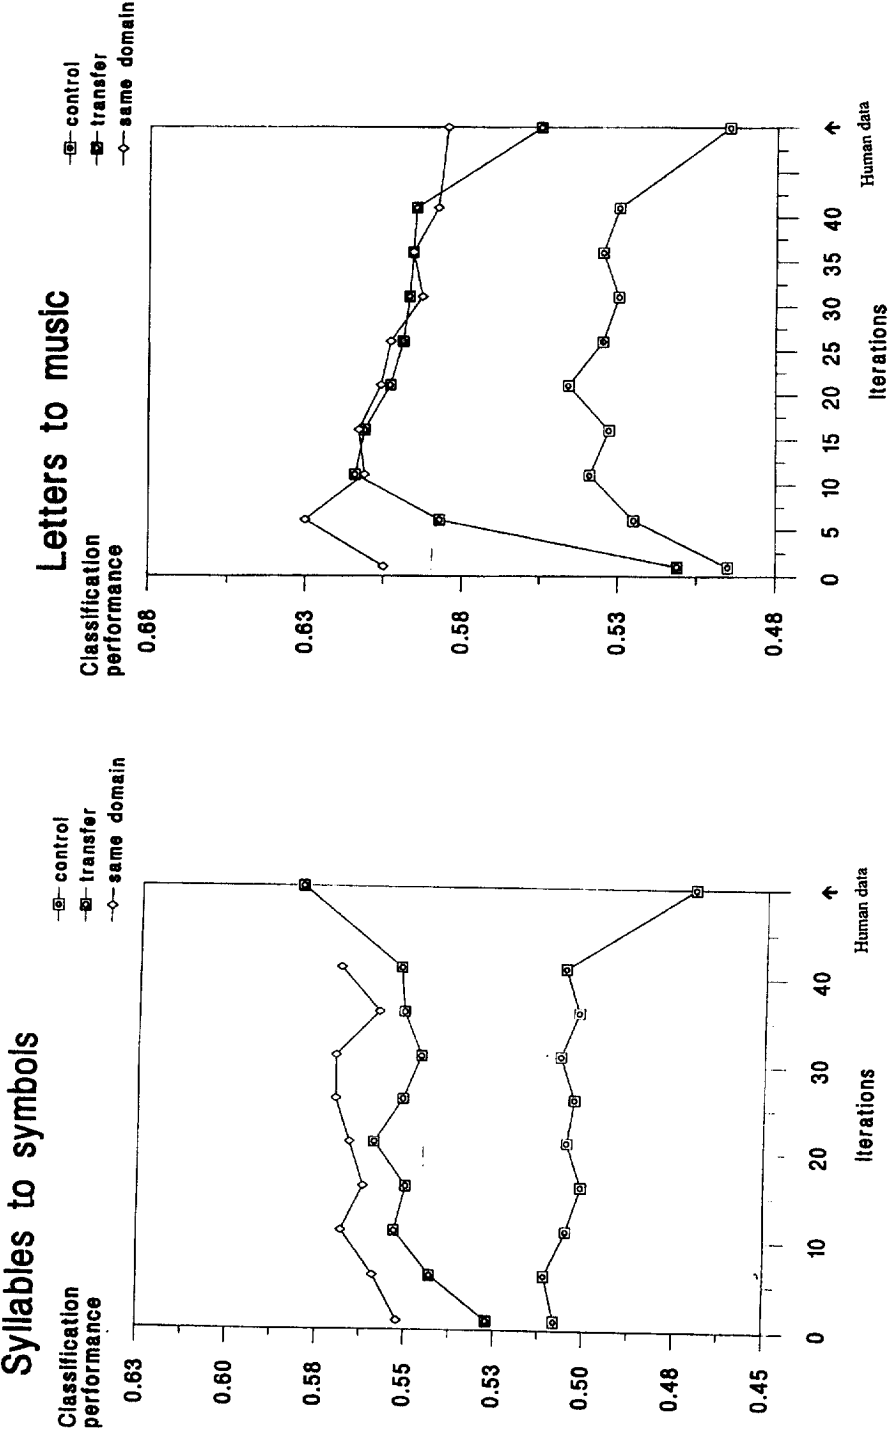 Syllables to symbols
Classification
performance
control
transfer
same domain
0.63
0.60
0.58
0.55
0.53
0.50
0.48
0.45
0
10
20
30
40
Human data
Iterations
Letters to music
Classification
performance
control
transfer
same domain
0.68
0.63
0.58
0.53
0.48
0
5
10
15
20
25
30
35
40
Human data
Iterations